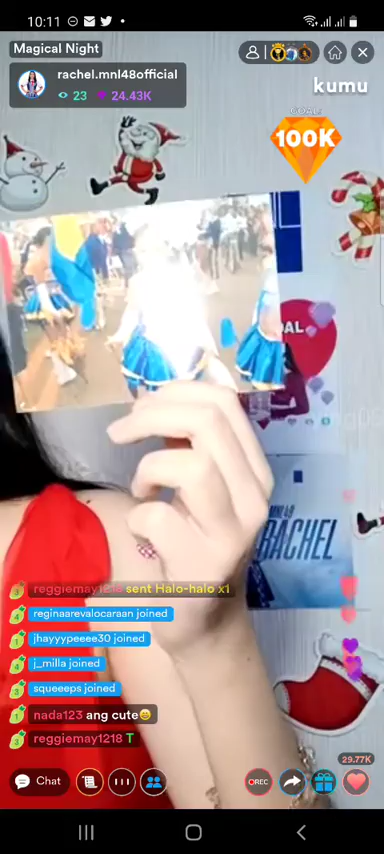 10:11
Magical Night
rachel.mnl48official
23 24.43K
kumu
GOAL:
100K
MNL48
RACHEL
reggiemay1218 sent Halo-halo x1
reginaarevalocaraan joined
jhayyypeeee30 joined
j_milla joined
squeeeps joined
nada123 ang cute😄
reggiemay1218 T
29.77K
Chat
REC